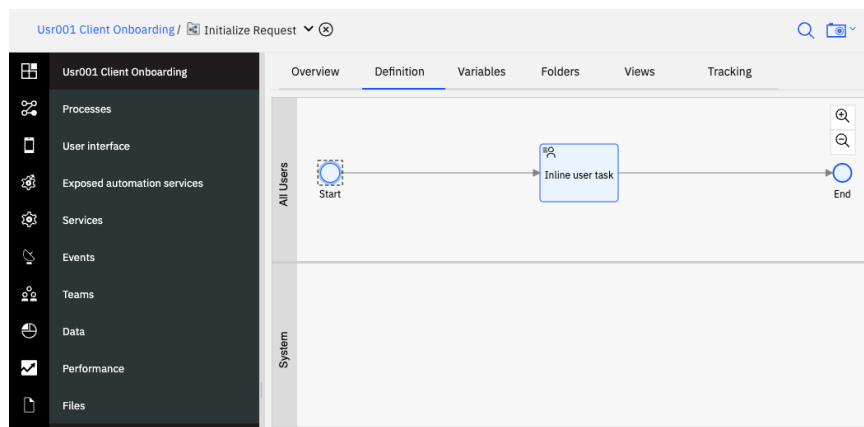 Usr001 Client Onboarding / Initialize Request
Usr001 Client Onboarding
Processes
User interface
Exposed automation services
Services
Events
Teams
Data
Performance
Files
Overview Definition Variables Folders Views Tracking
All Users
Start
Inline user task
End
System